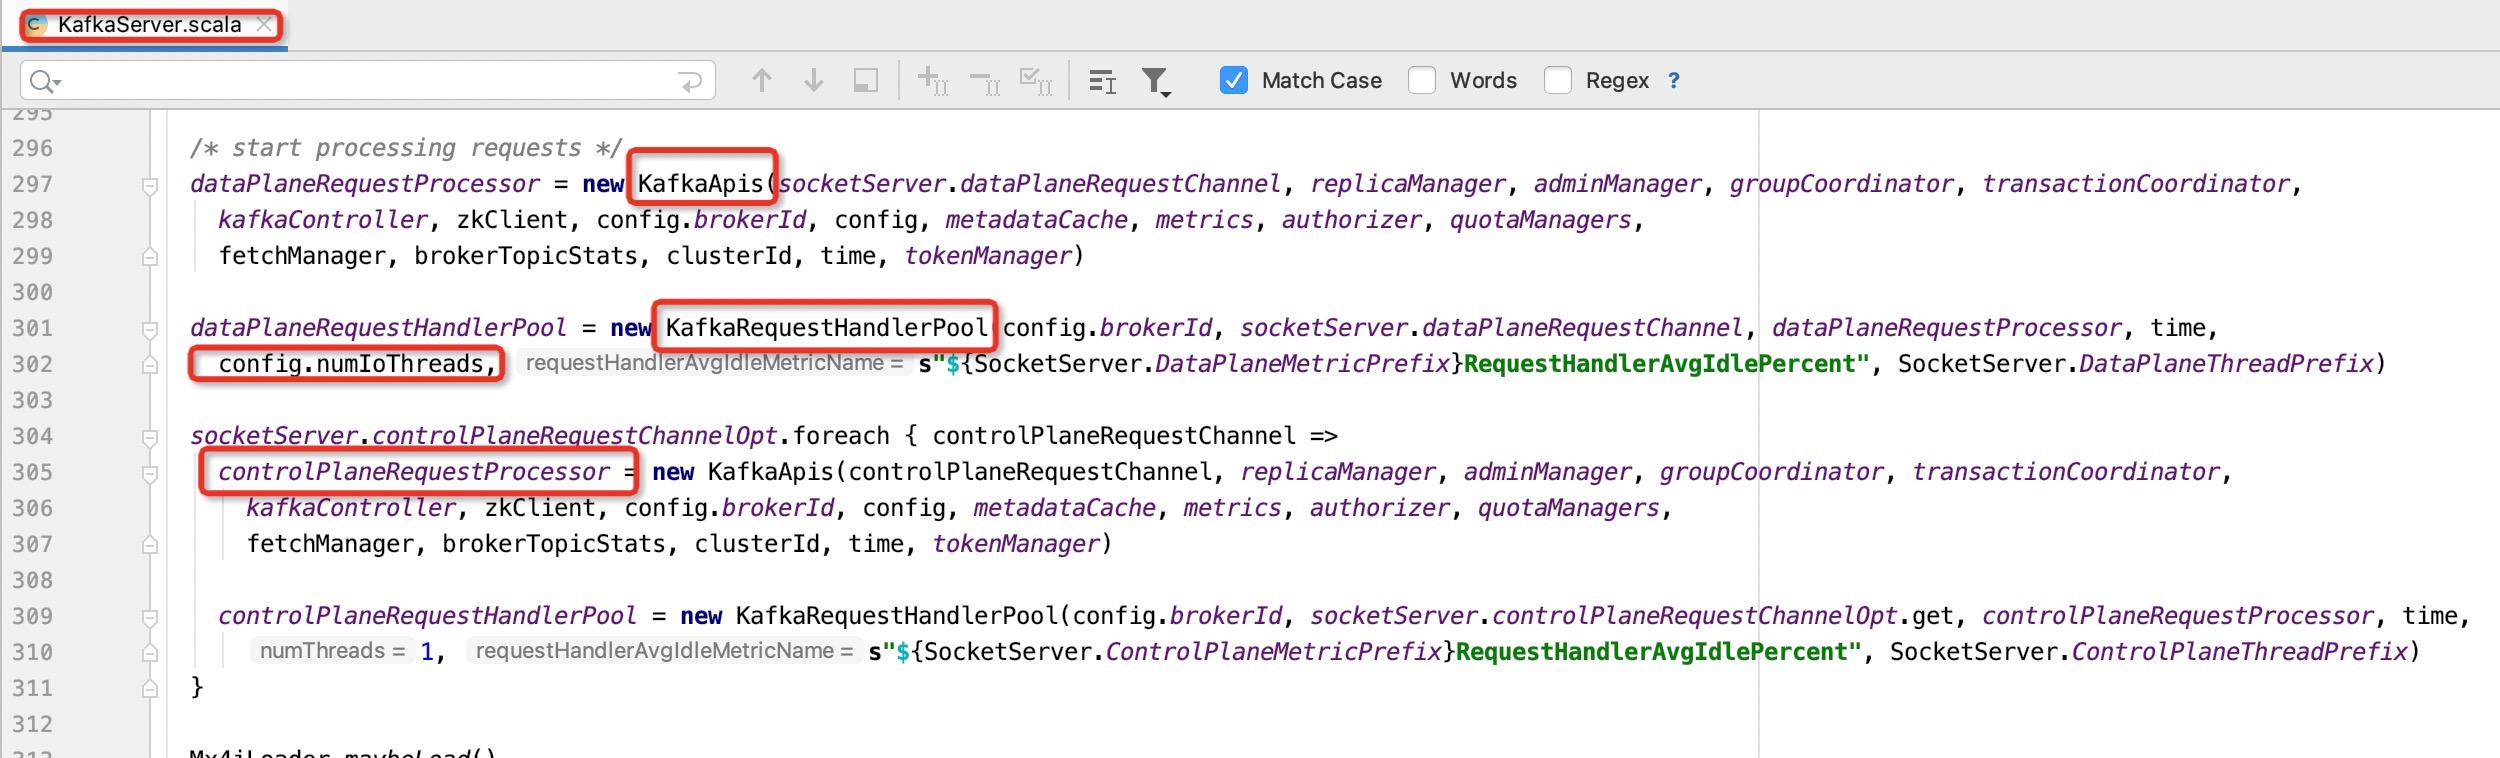 KafkaServer.scala
Match Case Words Regex ?
295
296 /* start processing requests */
297 dataPlaneRequestProcessor = new KafkaApis(socketServer.dataPlaneRequestChannel, replicaManager, adminManager, groupCoordinator, transactionCoordinator,
298 kafkaController, zkClient, config.brokerId, config, metadataCache, metrics, authorizer, quotaManagers,
299 fetchManager, brokerTopicStats, clusterId, time, tokenManager)
300
301 dataPlaneRequestHandlerPool = new KafkaRequestHandlerPool(config.brokerId, socketServer.dataPlaneRequestChannel, dataPlaneRequestProcessor, time,
302 config.numIoThreads, requestHandlerAvgIdleMetricName = s"${SocketServer.DataPlaneMetricPrefix}RequestHandlerAvgIdlePercent", SocketServer.DataPlaneThreadPrefix)
303
304 socketServer.controlPlaneRequestChannelOpt.foreach { controlPlaneRequestChannel =>
305 controlPlaneRequestProcessor = new KafkaApis(controlPlaneRequestChannel, replicaManager, adminManager, groupCoordinator, transactionCoordinator,
306 kafkaController, zkClient, config.brokerId, config, metadataCache, metrics, authorizer, quotaManagers,
307 fetchManager, brokerTopicStats, clusterId, time, tokenManager)
308
309 controlPlaneRequestHandlerPool = new KafkaRequestHandlerPool(config.brokerId, socketServer.controlPlaneRequestChannelOpt.get, controlPlaneRequestProcessor, time,
310 numThreads = 1, requestHandlerAvgIdleMetricName = s"${SocketServer.ControlPlaneMetricPrefix}RequestHandlerAvgIdlePercent", SocketServer.ControlPlaneThreadPrefix)
311 }
312
313 Mx4jLoader.maybeLoad()